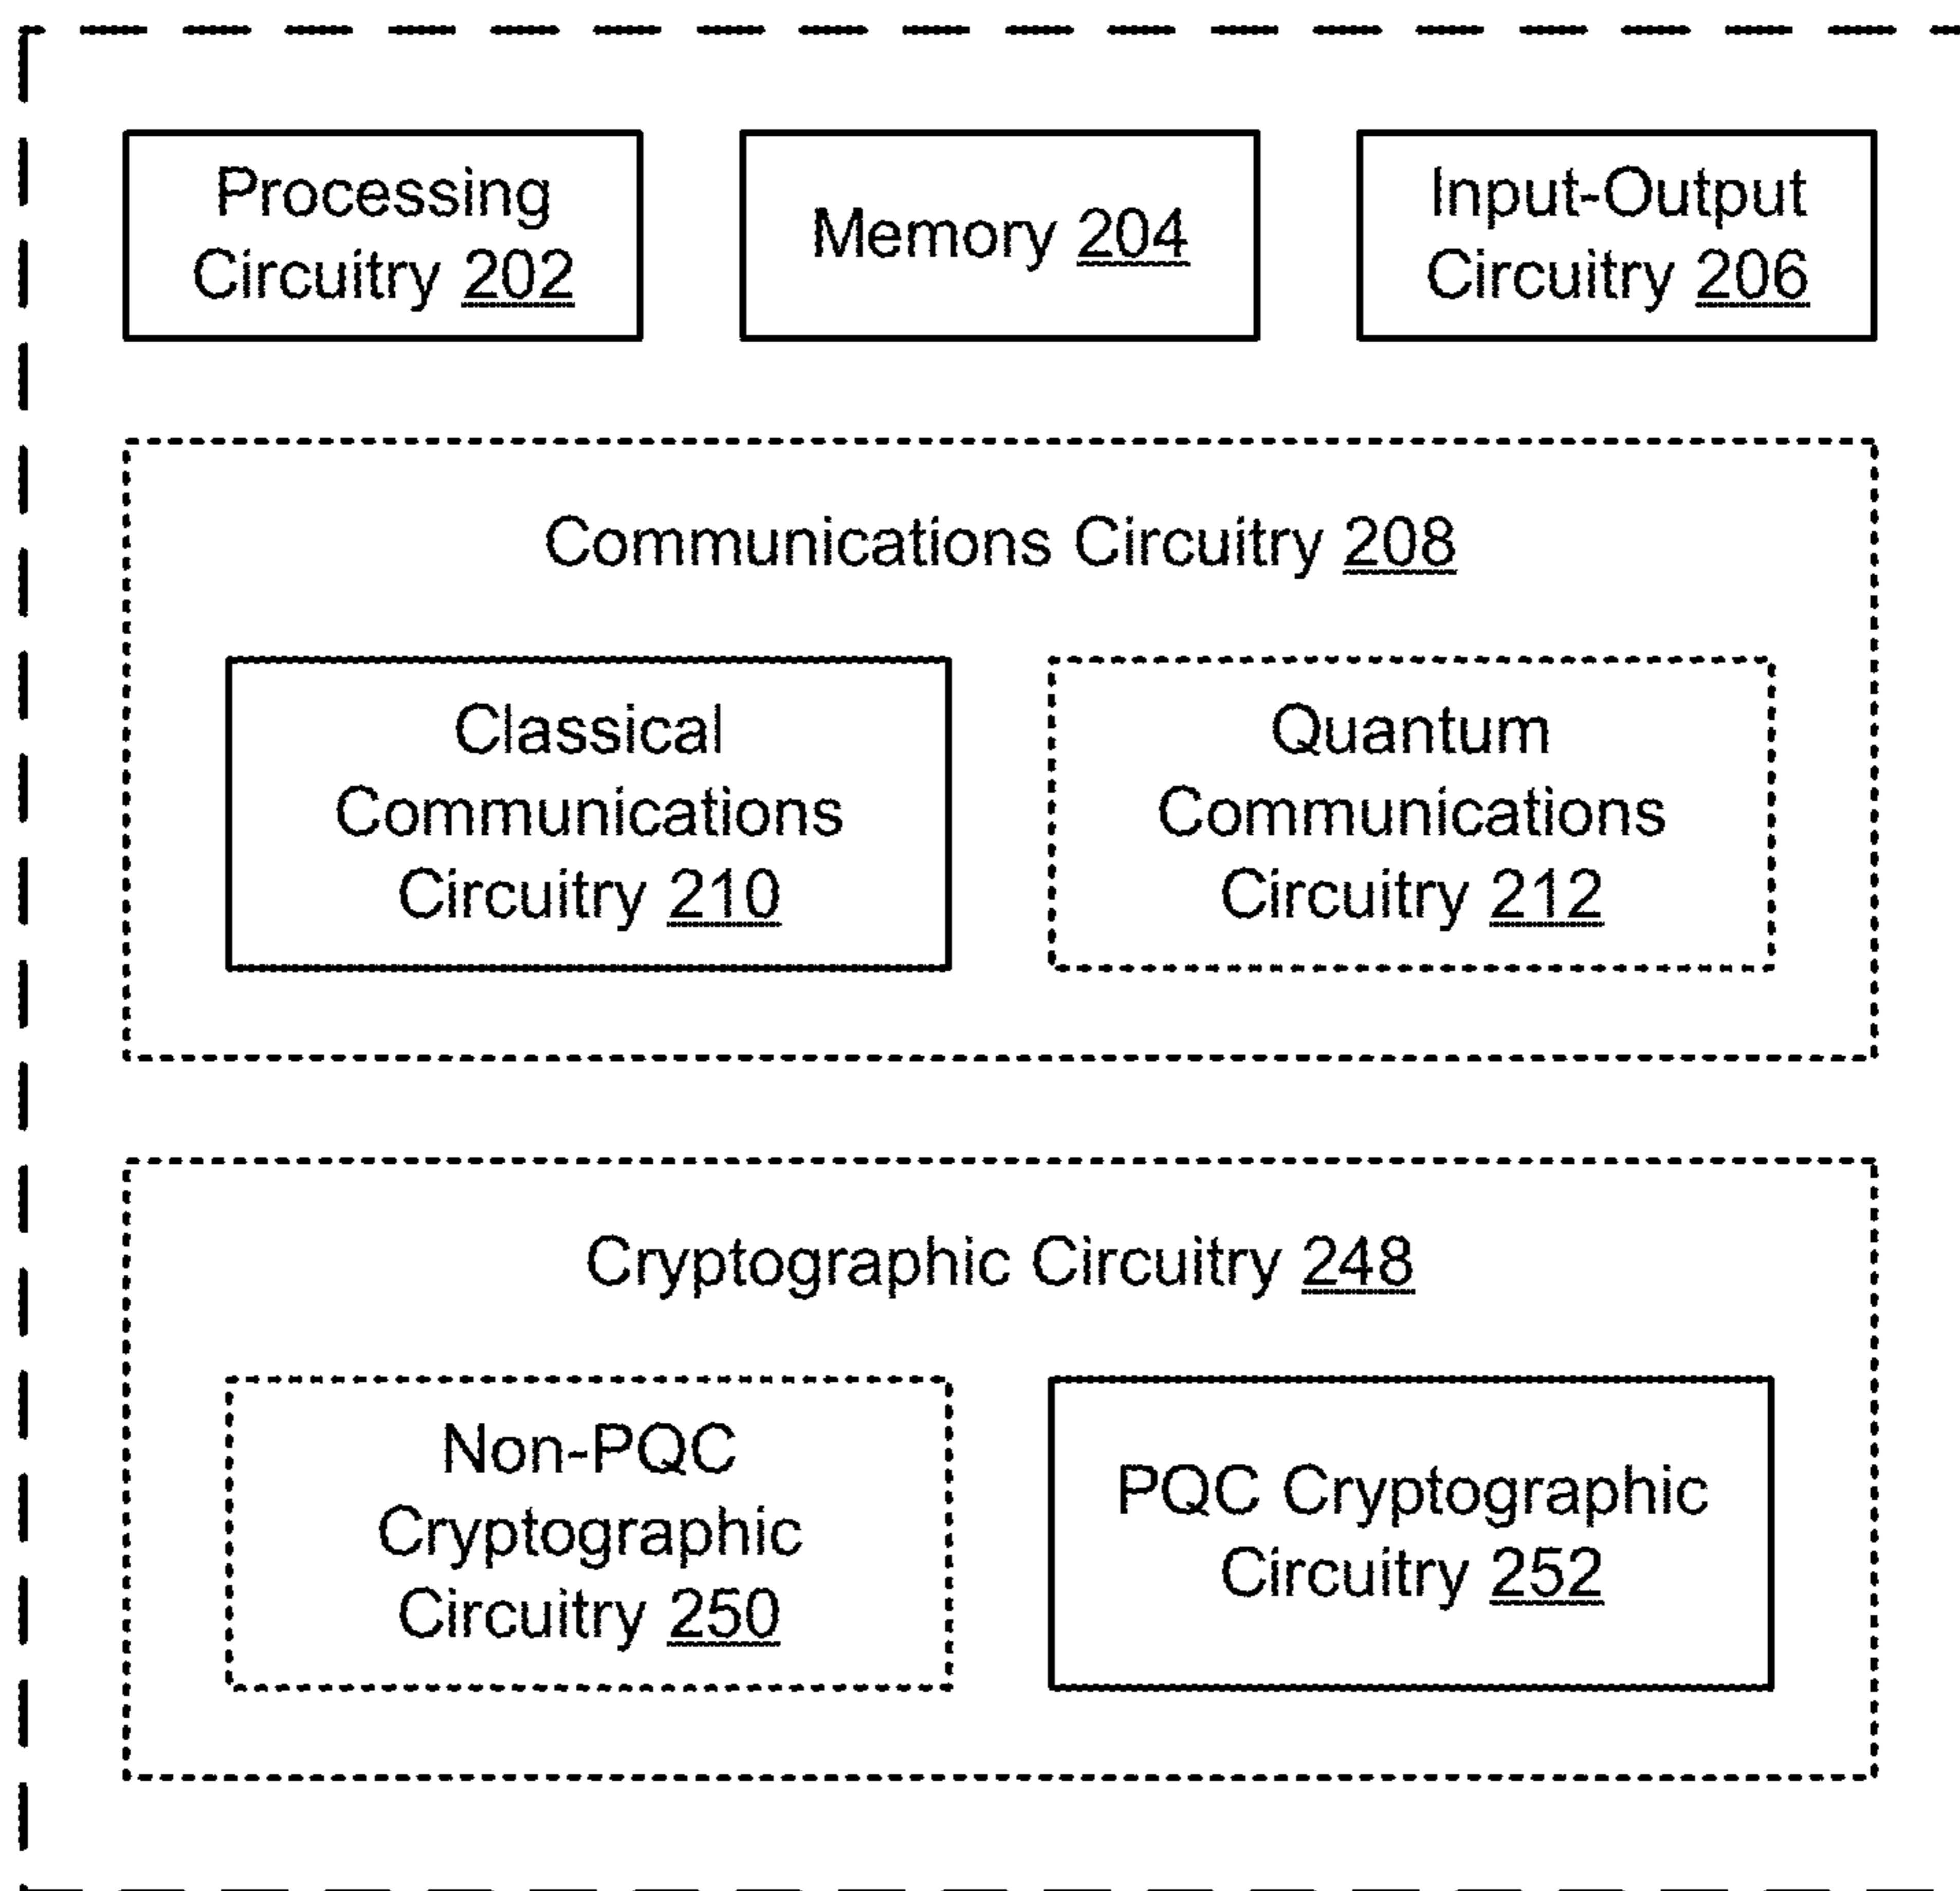 Processing
Circuitry 202
Memory 204
Input-Output
Circuitry 206
Communications Circuitry 208
Classical
Communications
Circuitry 210
Quantum
Communications
Circuitry 212
Cryptographic Circuitry 248
Non-PQC
Cryptographic
Circuitry 250
PQC Cryptographic
Circuitry 252